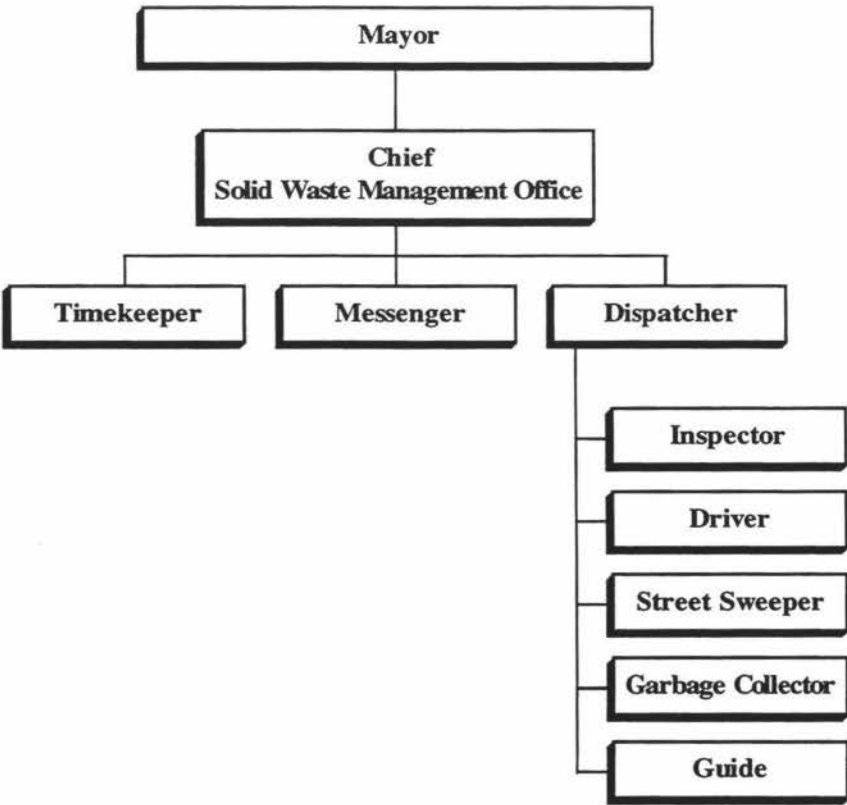 Mayor
Chief
Solid Waste Management Office
Timekeeper
Messenger
Dispatcher
Inspector
Driver
Street Sweeper
Garbage Collector
Guide